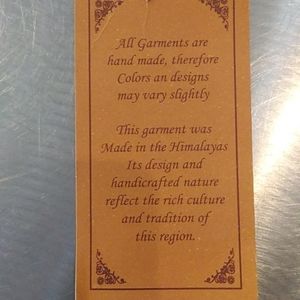 All Garments are
hand made, therefore
Colors an designs
may vary slightly
This garment was
Made in the Himalayas
Its design and
handicrafted nature
reflect the rich culture
and tradition of
this region.